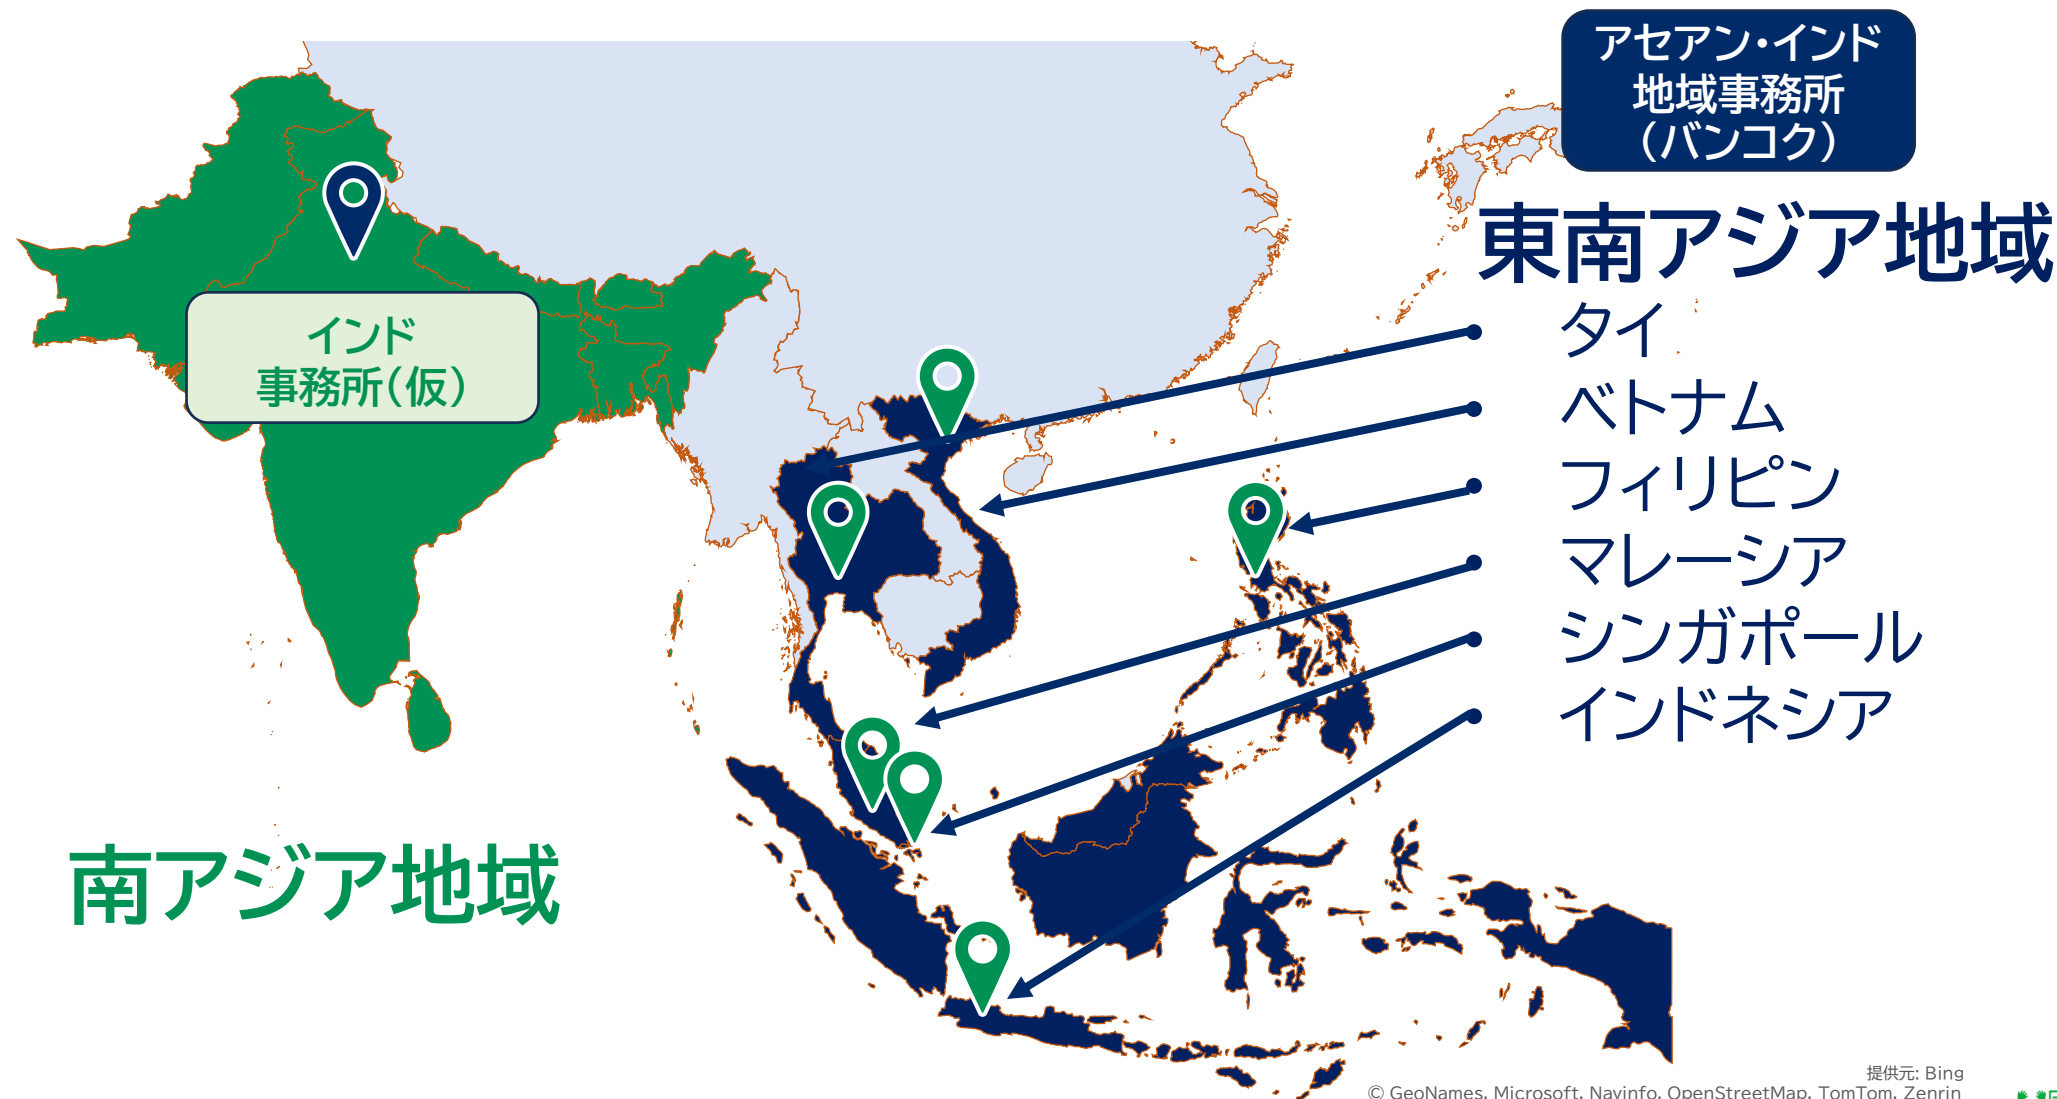 アセアン・インド
地域事務所
（バンコク）
東南アジア地域
タイ
ベトナム
フィリピン
マレーシア
シンガポール
インドネシア
インド
事務所（仮）
南アジア地域
提供元: Bing
© GeoNames, Microsoft, Navinfo, OpenStreetMap, TomTom, Zenrin